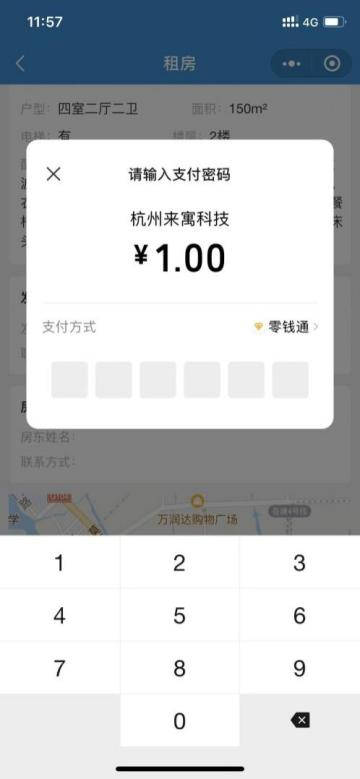 11:57
4G
租房
户型：四室二厅二卫
面积：150m²
电梯：有
楼层：2楼
请输入支付密码
杭州来寓科技
¥1.00
支付方式
零钱通
房东姓名：
联系方式：
学
万润达购物广场
1
2
3
4
5
6
7
8
9
0